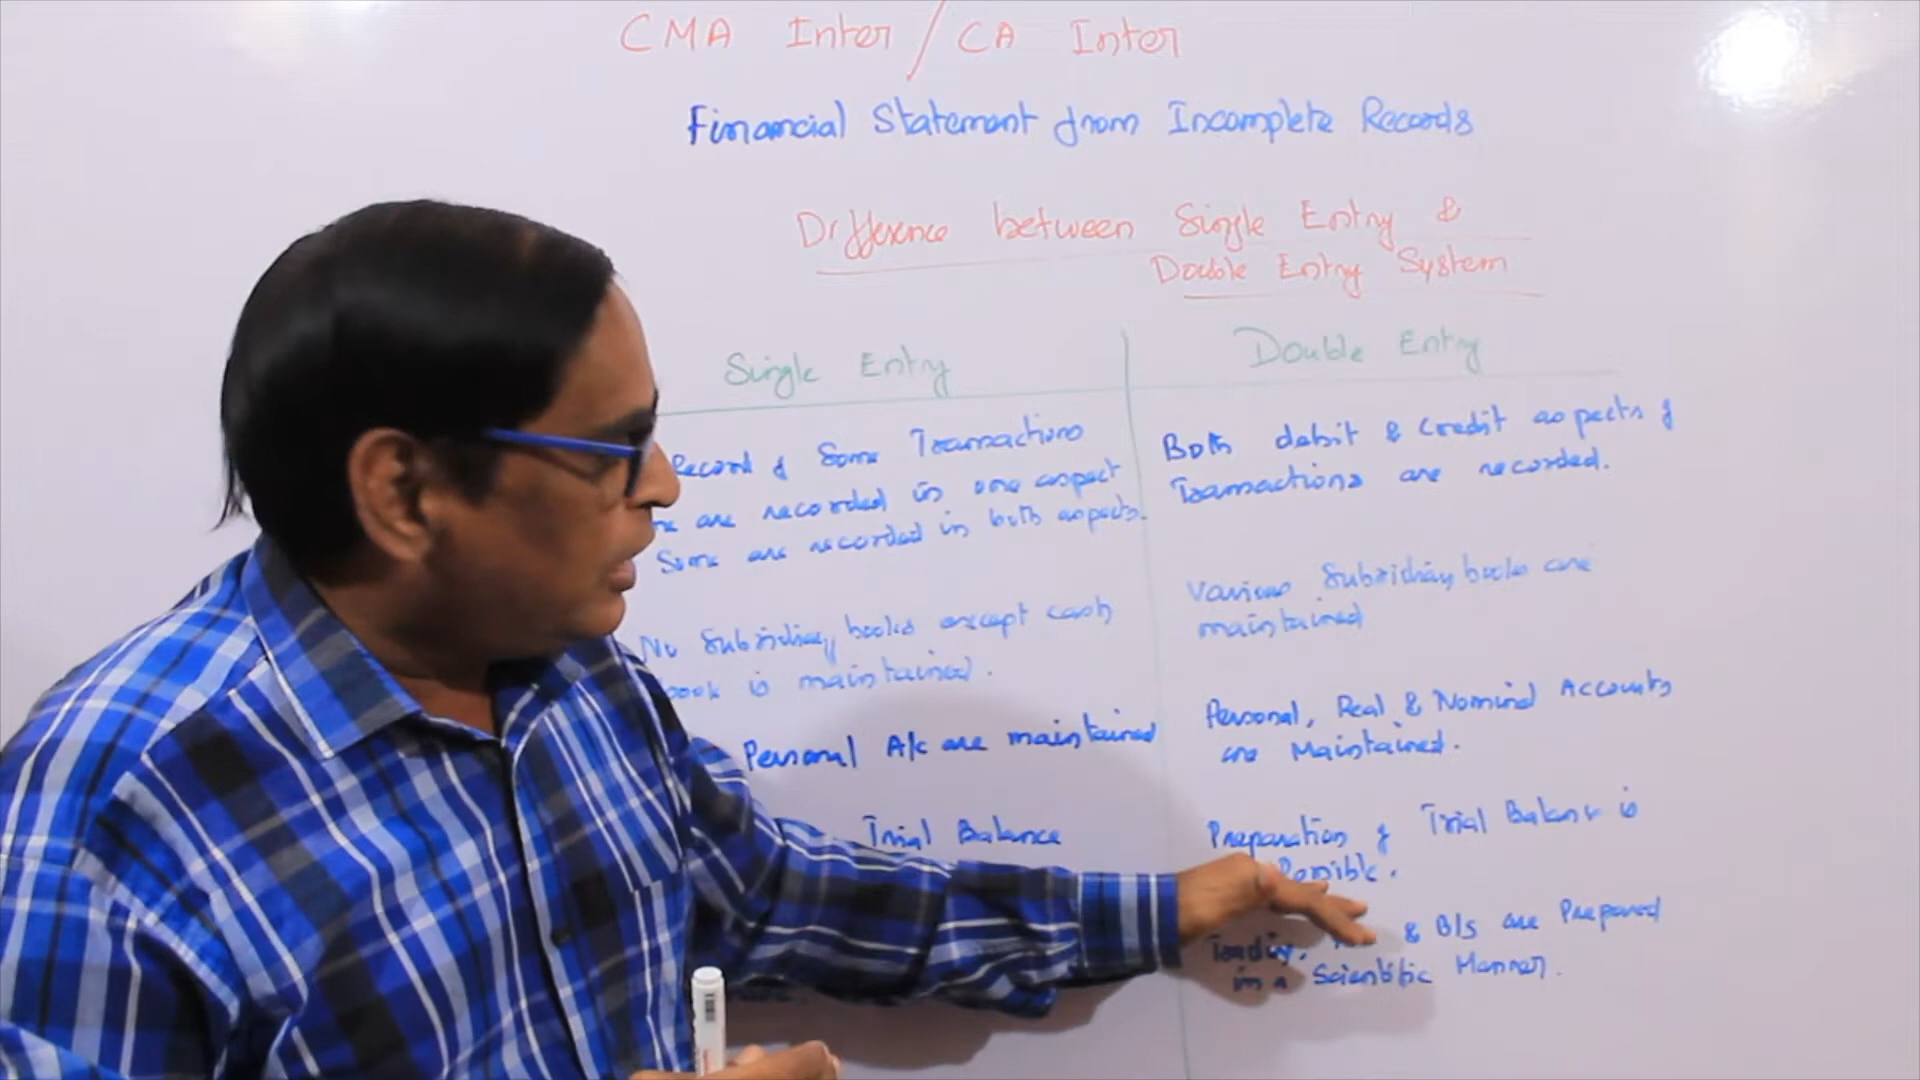 CMA Inter / CA Inter
Financial Statement from Incomplete Records
Difference between Single Entry &
Double Entry System
Single Entry
Double Entry
Record of Some Transactions
are recorded in one aspect
Some are recorded in both aspects.
No Subsidiary books except cash
book is maintained.
Personal A/c are maintained
Trial Balance
Both debit & credit aspects of
Transactions are recorded.
Various Subsidiary books are
maintained
Personal, Real & Nominal Accounts
are Maintained.
Preparation of Trial Balance is
Possible.
Trading, & B/S are Prepared
in a Scientific Manner.